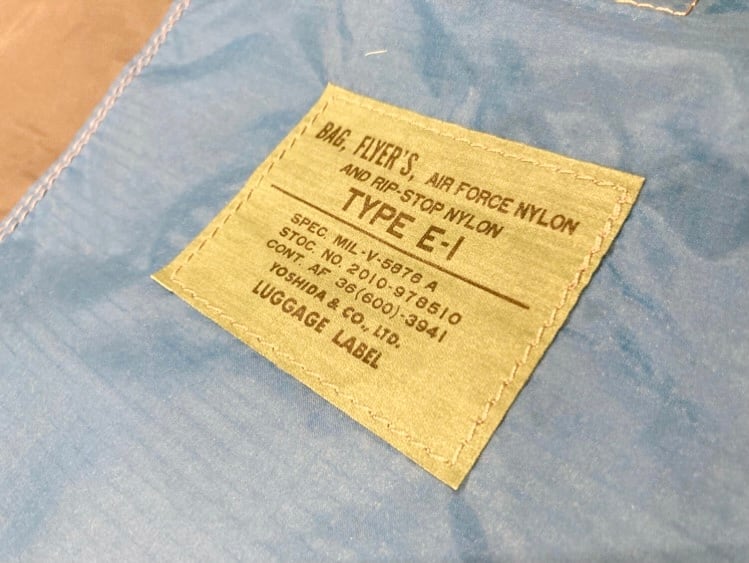 BAG, FLYER'S, AIR FORCE NYLON
AND RIP-STOP NYLON
TYPE E-1
SPEC. MIL-V-5876 A
STOC. NO. 2010-978510
CONT. AF 36(600)-3941
YOSHIDA & CO., LTD.
LUGGAGE LABEL